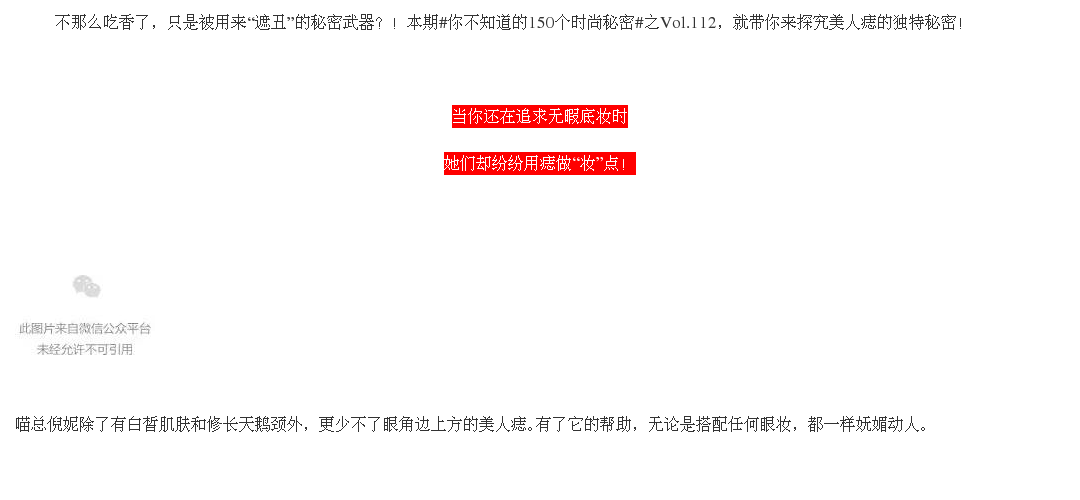 不那么吃香了，只是被用来“遮丑”的秘密武器？！本期#你不知道的150个时尚秘密#之Vol.112，就带你来探究美人痣的独特秘密！
当你还在追求无暇底妆时
她们却纷纷用痣做“妆”点！
此图片来自微信公众平台
未经允许不可引用
喵总倪妮除了有白皙肌肤和修长天鹅颈外，更少不了眼角边上方的美人痣。有了它的帮助，无论是搭配任何眼妆，都一样妩媚动人。